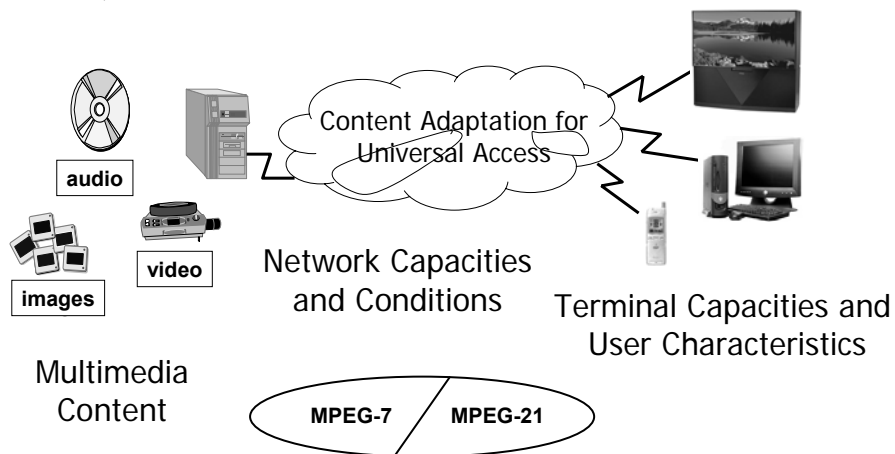 Content Adaptation for
Universal Access
audio
video
images
Network Capacities
and Conditions
Terminal Capacities and
User Characteristics
Multimedia
Content
MPEG-7
MPEG-21